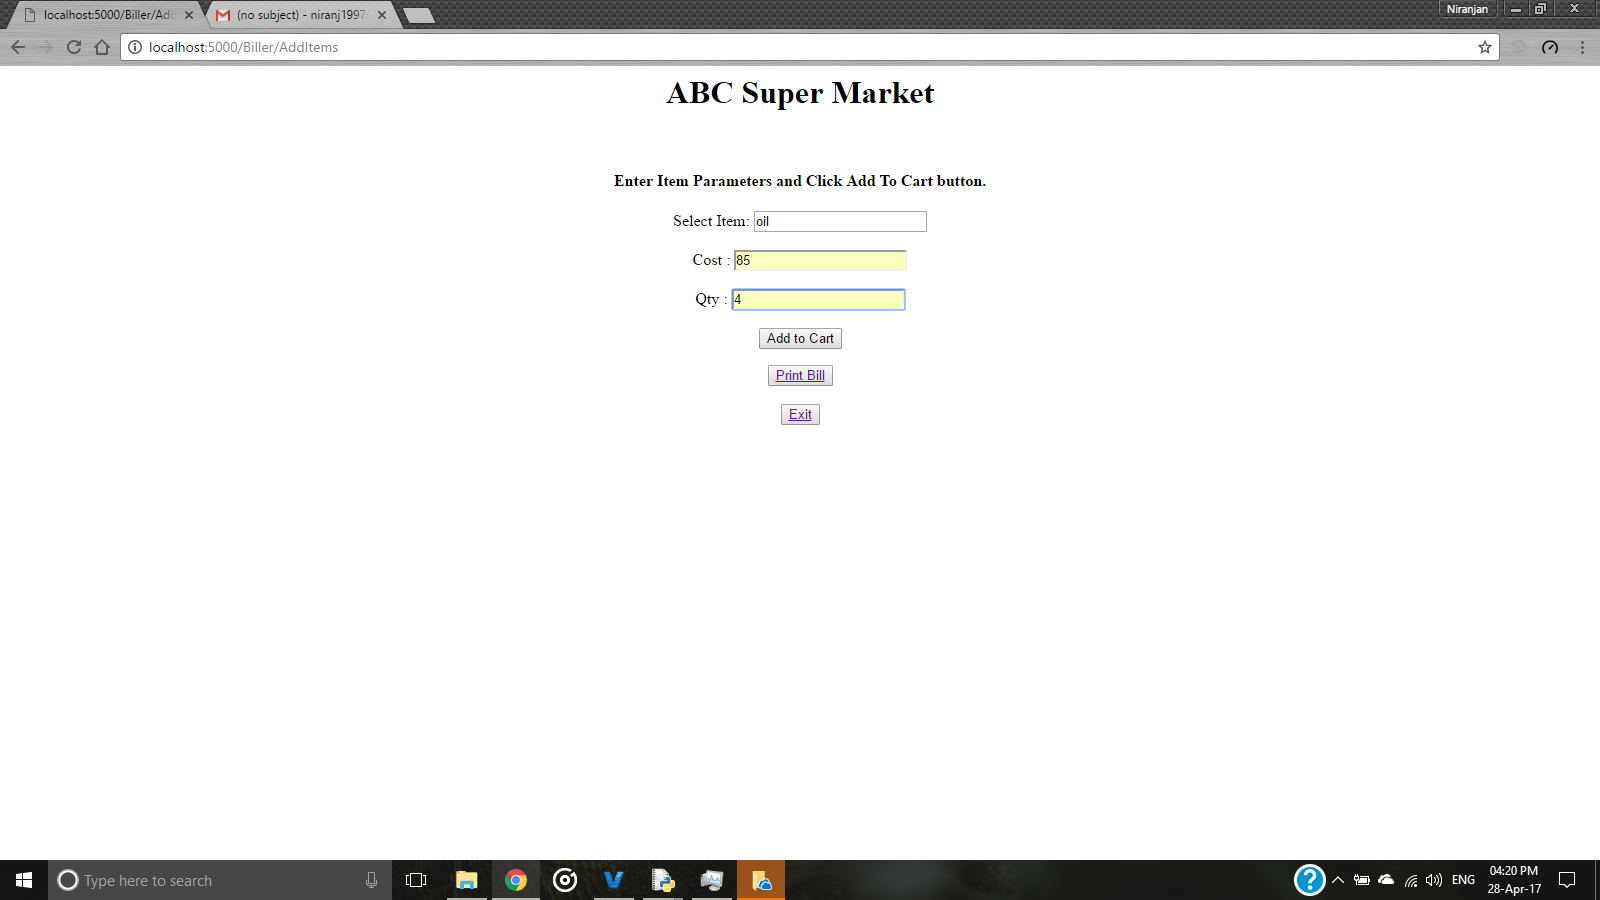 localhost:5000/Biller/Add
(no subject) - niranj1997
Niranjan
localhost:5000/Biller/AddItems
ABC Super Market
Enter Item Parameters and Click Add To Cart button.
Select Item: oil
Cost : 85
Qty : 4
Add to Cart
Print Bill
Exit
Type here to search
ENG
04:20 PM
28-Apr-17